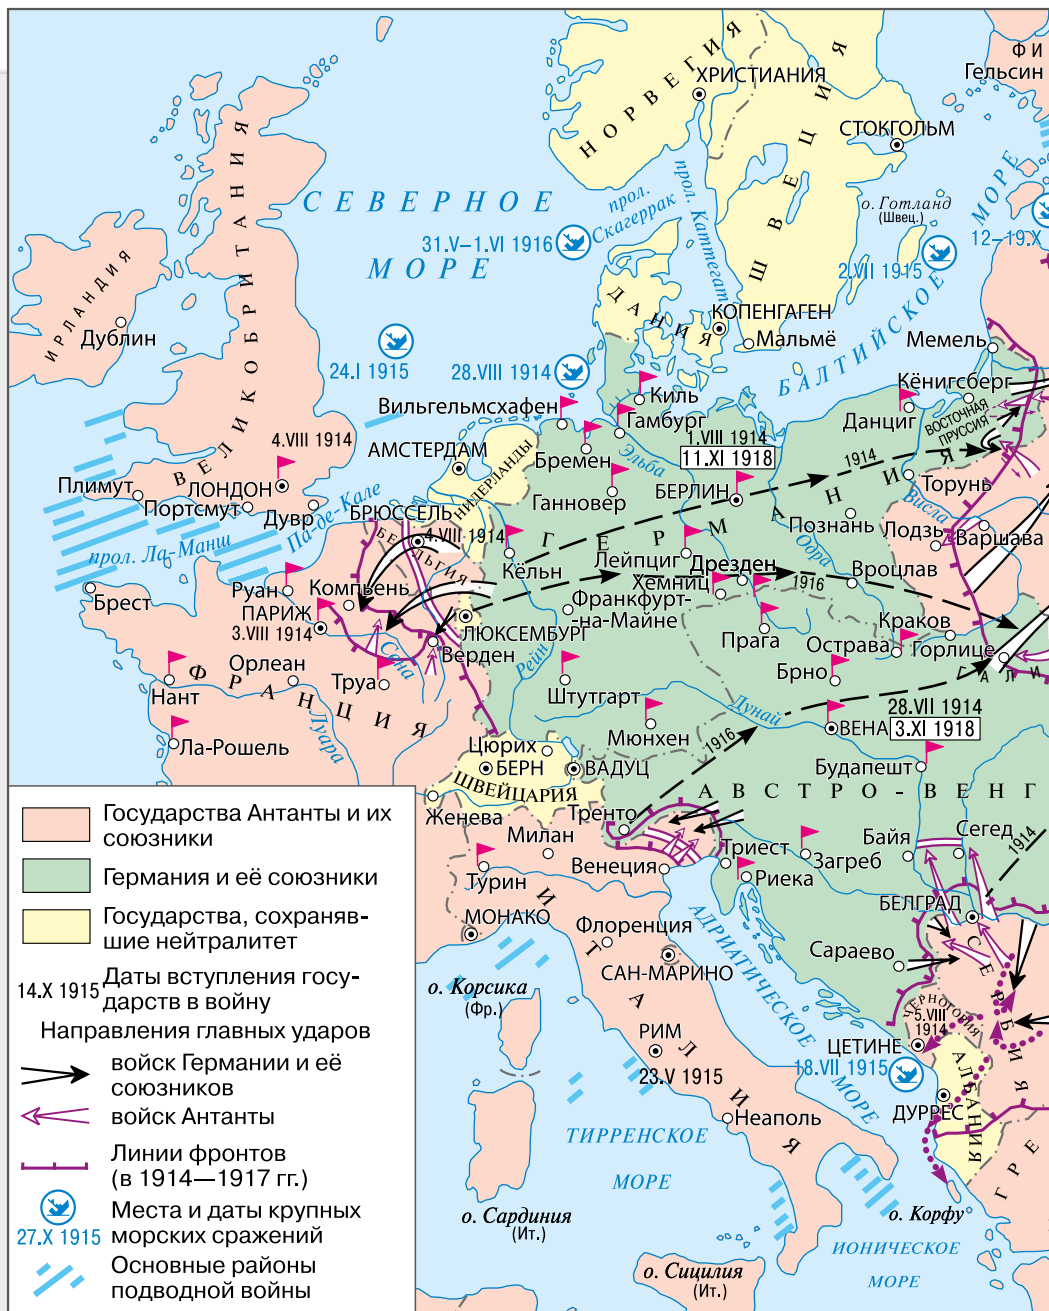 НОРВЕГИЯ
ХРИСТИАНИЯ
ФИ
Гельсин
ШВЕЦИЯ
СТОКГОЛЬМ
о. Готланд
(Швец.)
МОРЕ
12–19.X
СЕВЕРНОЕ
МОРЕ
прол.
Скагеррак
прол. Каттегат
31.V–1.VI 1916
2.VII 1915
БАЛТИЙСКОЕ
ДАНИЯ
КОПЕНГАГЕН
Мальмё
ИРЛАНДИЯ
Дублин
ВЕЛИКОБРИТАНИЯ
24.I 1915
28.VIII 1914
Мемель
Кёнигсберг
ВОСТОЧНАЯ
ПРУССИЯ
Данциг
Киль
Вильгельмсхафен
Гамбург
Бремен
Эльба
1.VIII 1914
11.XI 1918
1914
4.VIII 1914
АМСТЕРДАМ
НИДЕРЛАНДЫ
Плимут
Портсмут
ЛОНДОН
Дувр
Па-де-Кале
прол. Ла-Манш
БРЮССЕЛЬ
4.VIII 1914
БЕЛЬГИЯ
Ганновер
БЕРЛИН
ГЕРМАНИЯ
Торунь
Познань
Висла
Лодзь
Варшава
Одра
Лейпциг
Дрезден
Хемниц
1916
Вроцлав
Кёльн
Брест
Руан
Компьень
ПАРИЖ
3.VIII 1914
Франкфурт-
-на-Майне
ЛЮКСЕМБУРГ
Верден
Сена
Рейн
Прага
Острава
Краков
Горлице
ГАЛИ
Брно
Орлеан
Нант
Труа
ФРАНЦИЯ
Луара
Штутгарт
Мюнхен
Дунай
28.VII 1914
ВЕНА
3.XI 1918
1916
Ла-Рошель
Цюрих
БЕРН
ВАДУЦ
ШВЕЙЦАРИЯ
Женева
Будапешт
АВСТРО-ВЕНГ
Тренто
Милан
Венеция
Турин
Триест
Риека
Загреб
Байя
Сегед
1914
МОНАКО
Флоренция
САН-МАРИНО
БЕЛГРАД
Сараево
СЕРБИЯ
АДРИАТИЧЕСКОЕ
МОРЕ
о. Корсика
(Фр.)
ИТАЛИЯ
РИМ
23.V 1915
ЧЕРНОГОРИЯ
5.VIII
1914
ЦЕТИНЕ
18.VII 1915
АЛБАНИЯ
ДУРРЕС
Неаполь
ТИРРЕНСКОЕ
МОРЕ
о. Сардиния
(Ит.)
о. Сицилия
(Ит.)
о. Корфу
ИОНИЧЕСКОЕ
МОРЕ
ГРЕ
Государства Антанты и их
союзники
Германия и её союзники
Государства, сохраняв-
шие нейтралитет
14.X 1915 Даты вступления госу-
дарств в войну
Направления главных ударов
войск Германии и её
союзников
войск Антанты
Линии фронтов
(в 1914—1917 гг.)
Места и даты крупных
27.X 1915 морских сражений
Основные районы
подводной войны